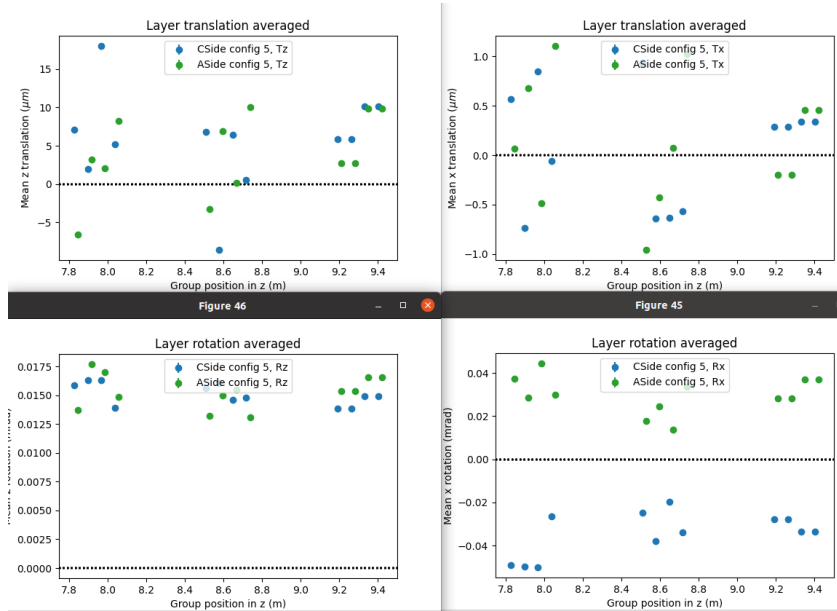 Layer translation averaged
CSide config 5, Tz
ASide config 5, Tz
15
10
5
0
−5
Mean z translation (μm)
7.8 8.0 8.2 8.4 8.6 8.8 9.0 9.2 9.4
Group position in z (m)
Layer translation averaged
CSide config 5, Tx
ASide config 5, Tx
1.0
0.5
0.0
−0.5
−1.0
Mean x translation (μm)
7.8 8.0 8.2 8.4 8.6 8.8 9.0 9.2 9.4
Group position in z (m)
Figure 46
Layer rotation averaged
CSide config 5, Rz
ASide config 5, Rz
0.0175
0.0150
0.0125
0.0100
0.0075
0.0050
0.0025
0.0000
Mean z rotation (mrad)
7.8 8.0 8.2 8.4 8.6 8.8 9.0 9.2 9.4
Group position in z (m)
Figure 45
Layer rotation averaged
CSide config 5, Rx
ASide config 5, Rx
0.04
0.02
0.00
−0.02
−0.04
Mean x rotation (mrad)
7.8 8.0 8.2 8.4 8.6 8.8 9.0 9.2 9.4
Group position in z (m)